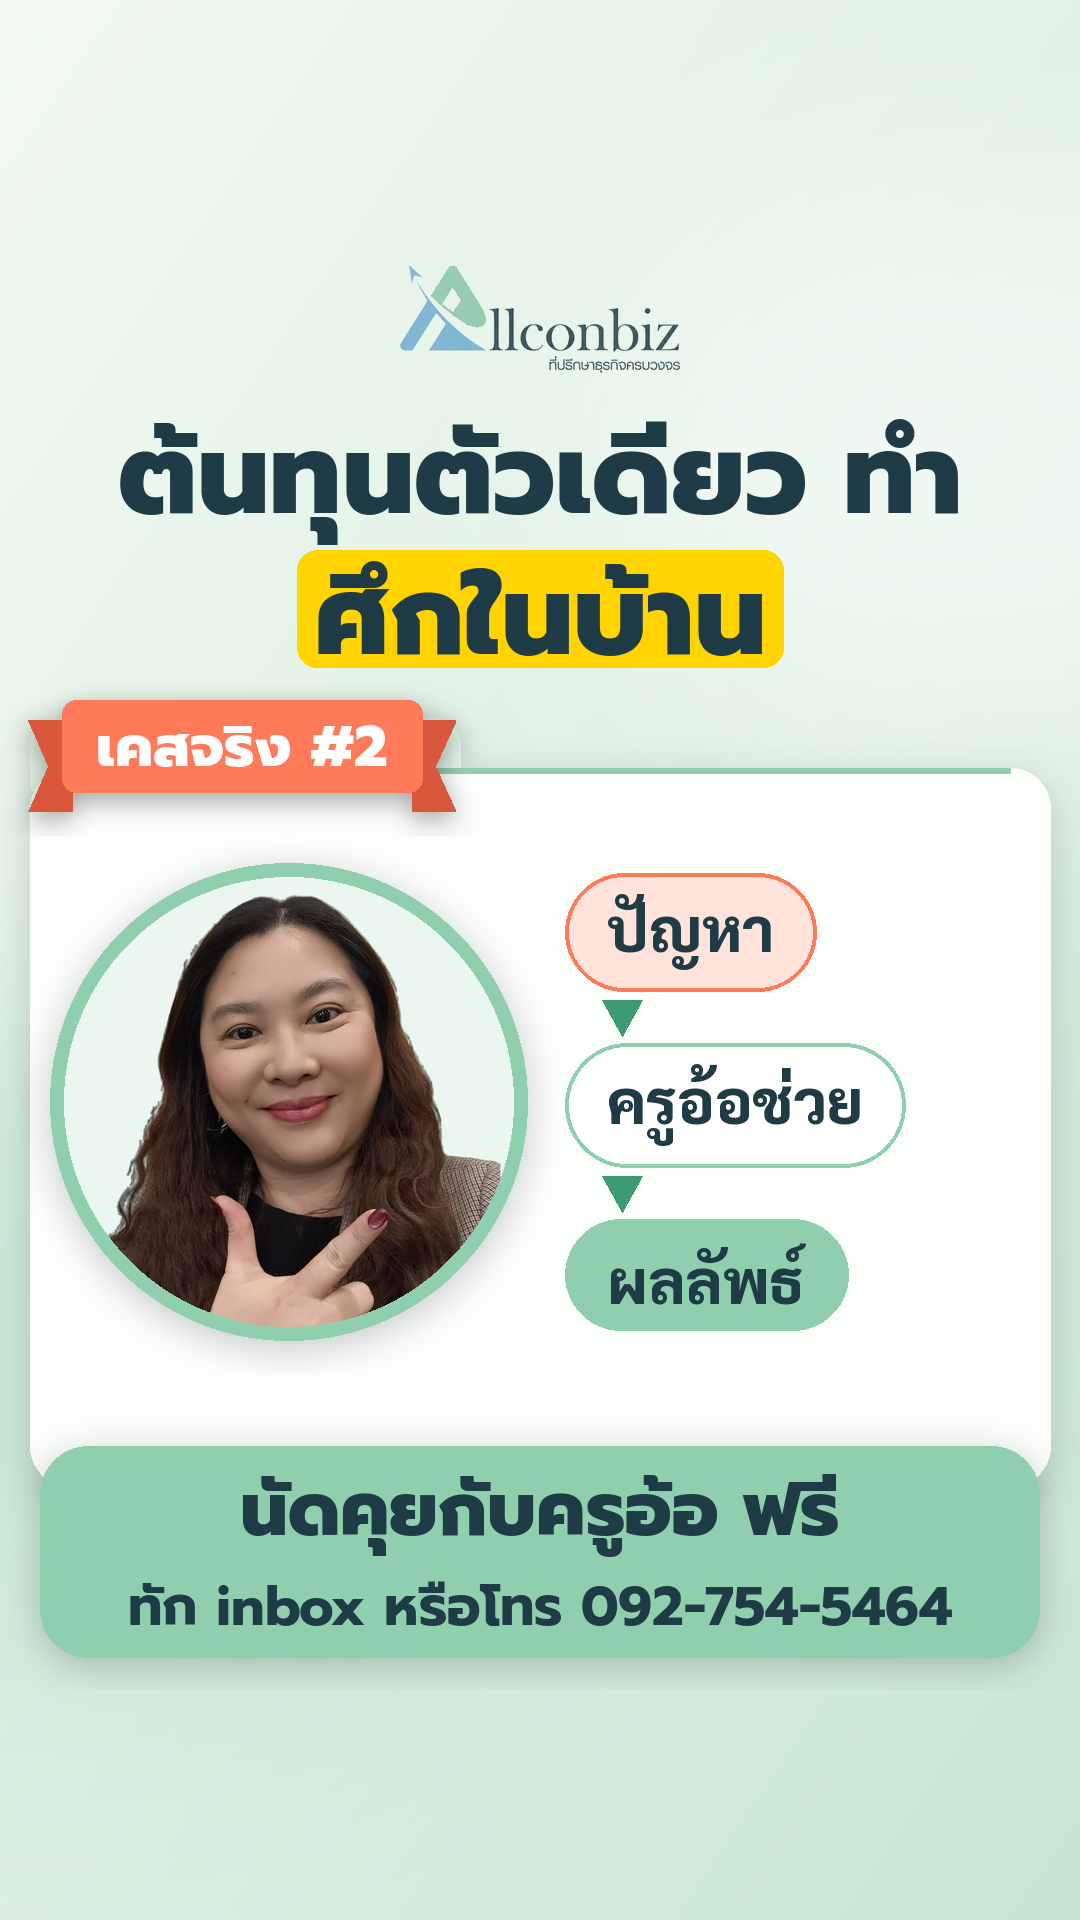 Allconbiz
ที่ปรึกษาธุรกิจครบวงจร
ต้นทุนตัวเดียว ทำ
ศึกในบ้าน
เคสจริง #2
ปัญหา
ครูอ้อช่วย
ผลลัพธ์
นัดคุยกับครูอ้อ ฟรี
ทัก inbox หรือโทร 092-754-5464